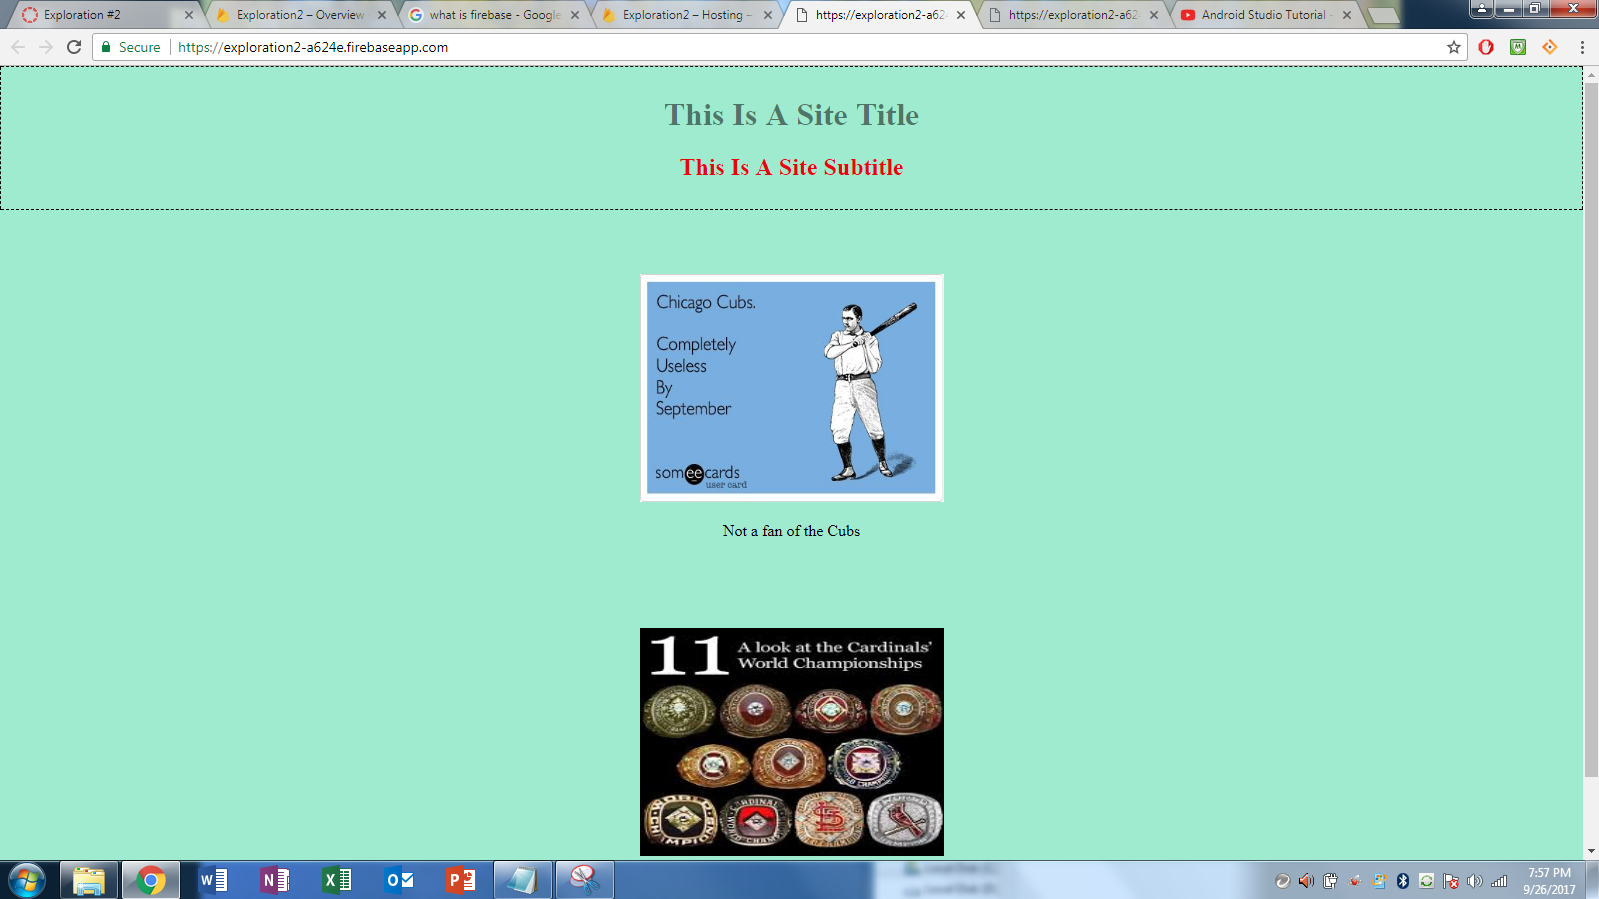 Exploration #2
Exploration2 – Overview
what is firebase - Google
Exploration2 – Hosting –
https://exploration2-a624
https://exploration2-a624
Android Studio Tutorial -
Secure
https://exploration2-a624e.firebaseapp.com
This Is A Site Title
This Is A Site Subtitle
Chicago Cubs.
Completely
Useless
By
September
someecards
user card
Not a fan of the Cubs
11
A look at the Cardinals'
World Championships
7:57 PM
9/26/2017